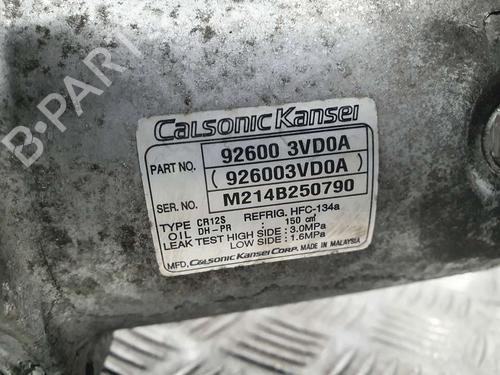 Calsonic Kansei
PART NO. 92600 3VD0A
( 926003VD0A )
SER NO. M214B250790
TYPE CR12S REFRIG. HFC-134a
OIL DH-PR : 150 cm³
LEAK TEST HIGH SIDE : 3.0MPa
LOW SIDE : 1.6MPa
MFD. CALSONIC KANSEI CORP. MADE IN MALAYSIA
B-PARTS